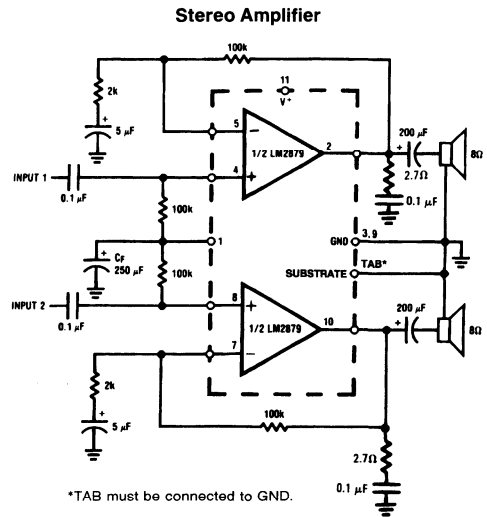 Stereo Amplifier
100k
11
V+
2k
5 μF
5
1/2 LM2879
2
200 μF
8Ω
2.7Ω
0.1 μF
INPUT 1
0.1 μF
4
100k
1
GND
3,9
CF
250 μF
100k
SUBSTRATE
TAB*
INPUT 2
0.1 μF
8
1/2 LM2879
10
200 μF
8Ω
7
2k
5 μF
100k
2.7Ω
0.1 μF
*TAB must be connected to GND.